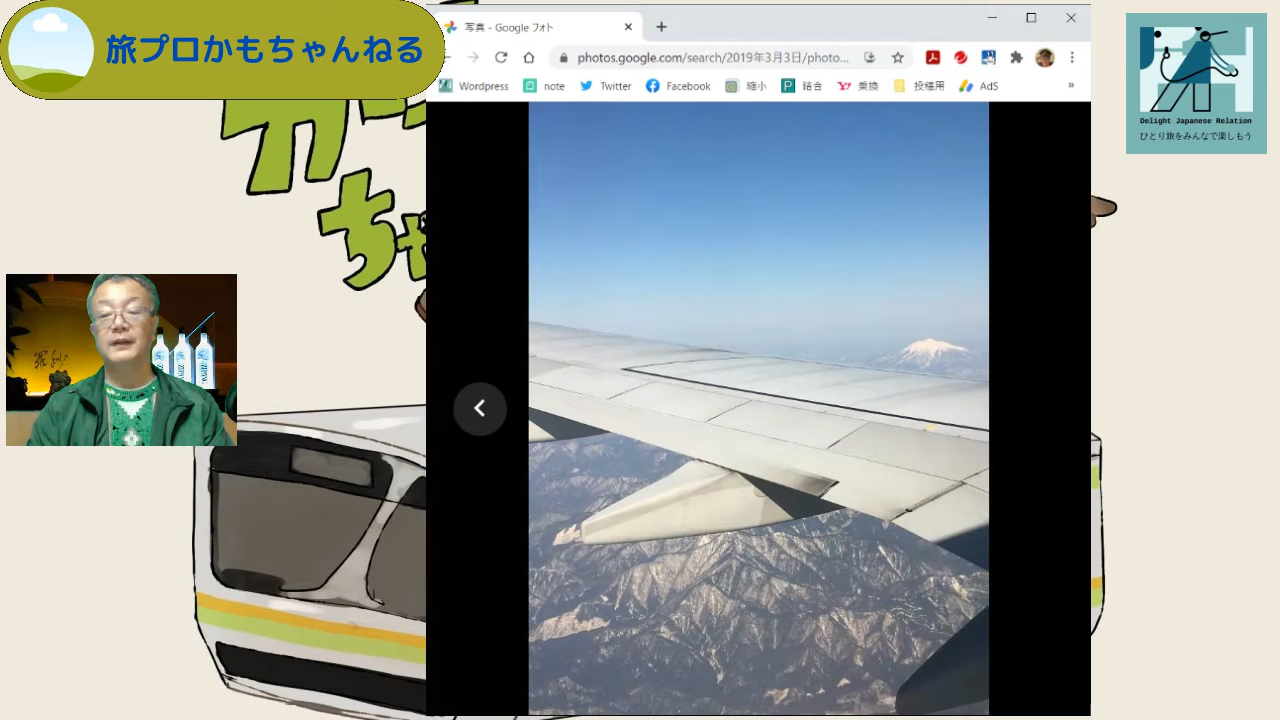 旅プロかもちゃんねる
写真 - Google フォト
photos.google.com/search/2019年3月3日/photo...
Wordpress
note
Twitter
Facebook
縮小
結合
乗換
投稿用
AdS
»
Delight Japanese Relation
ひとり旅をみんなで楽しもう
ちゃ